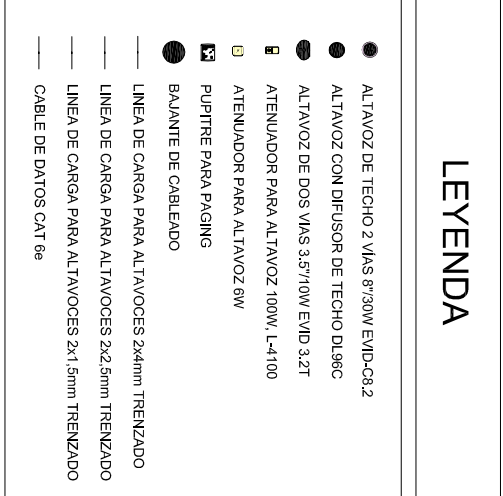 LEYENDA
ALTAVOZ DE TECHO 2 VÍAS 8"/30W EVID-C8.2
ALTAVOZ CON DIFUSOR DE TECHO DL96C
ALTAVOZ DE DOS VIAS 3.5"/10W EVID 3.2T
ATENUADOR PARA ALTAVOZ 100W, L-4100
ATENUADOR PARA ALTAVOZ 6W
PUPITRE PARA PAGING
BAJANTE DE CABLEADO
LINEA DE CARGA PARA ALTAVOCES 2x4mm TRENZADO
LINEA DE CARGA PARA ALTAVOCES 2x2,5mm TRENZADO
LINEA DE CARGA PARA ALTAVOCES 2x1,5mm TRENZADO
CABLE DE DATOS CAT 6e